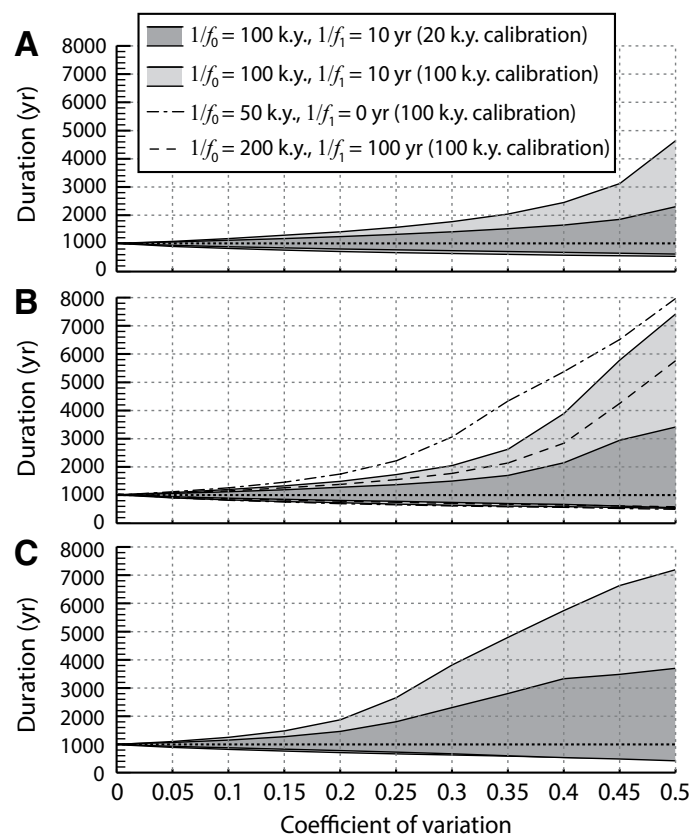 A
1/f0 = 100 k.y., 1/f1 = 10 yr (20 k.y. calibration)
1/f0 = 100 k.y., 1/f1 = 10 yr (100 k.y. calibration)
1/f0 = 50 k.y., 1/f1 = 0 yr (100 k.y. calibration)
1/f0 = 200 k.y., 1/f1 = 100 yr (100 k.y. calibration)
Duration (yr)
8000
7000
6000
5000
4000
3000
2000
1000
0
B
Duration (yr)
8000
7000
6000
5000
4000
3000
2000
1000
0
C
Duration (yr)
8000
7000
6000
5000
4000
3000
2000
1000
0
0 0.05 0.1 0.15 0.2 0.25 0.3 0.35 0.4 0.45 0.5
Coefficient of variation